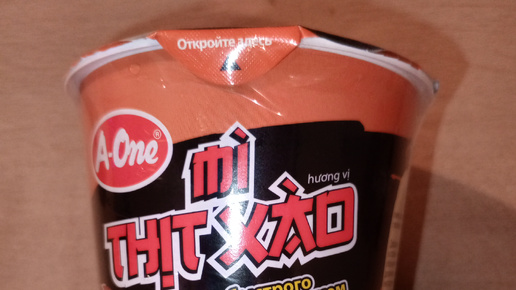 Откройте здесь
A-One®
MÌ
hương vị
THỊT XÀO